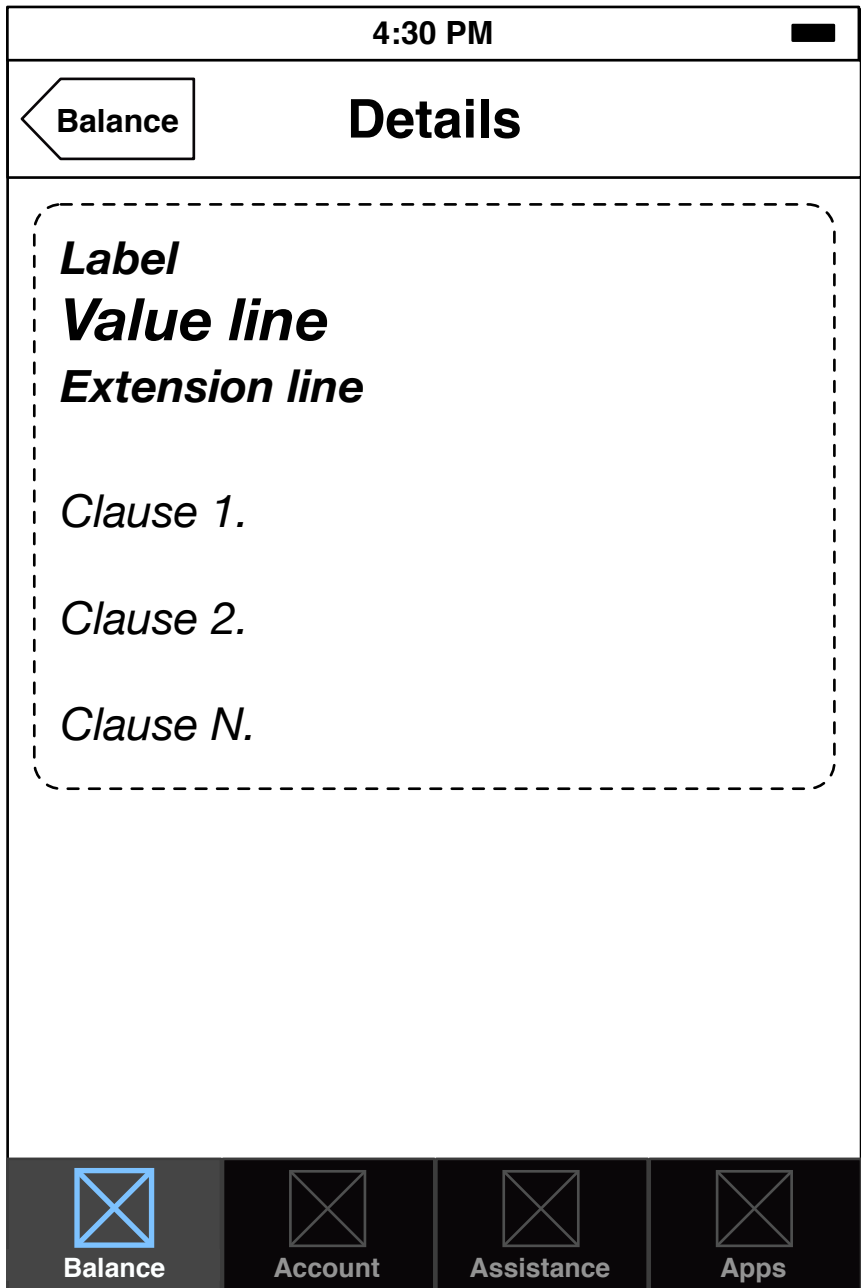 4:30 PM
Balance
Details
Label
Value line
Extension line
Clause 1.
Clause 2.
Clause N.
Balance
Account
Assistance
Apps